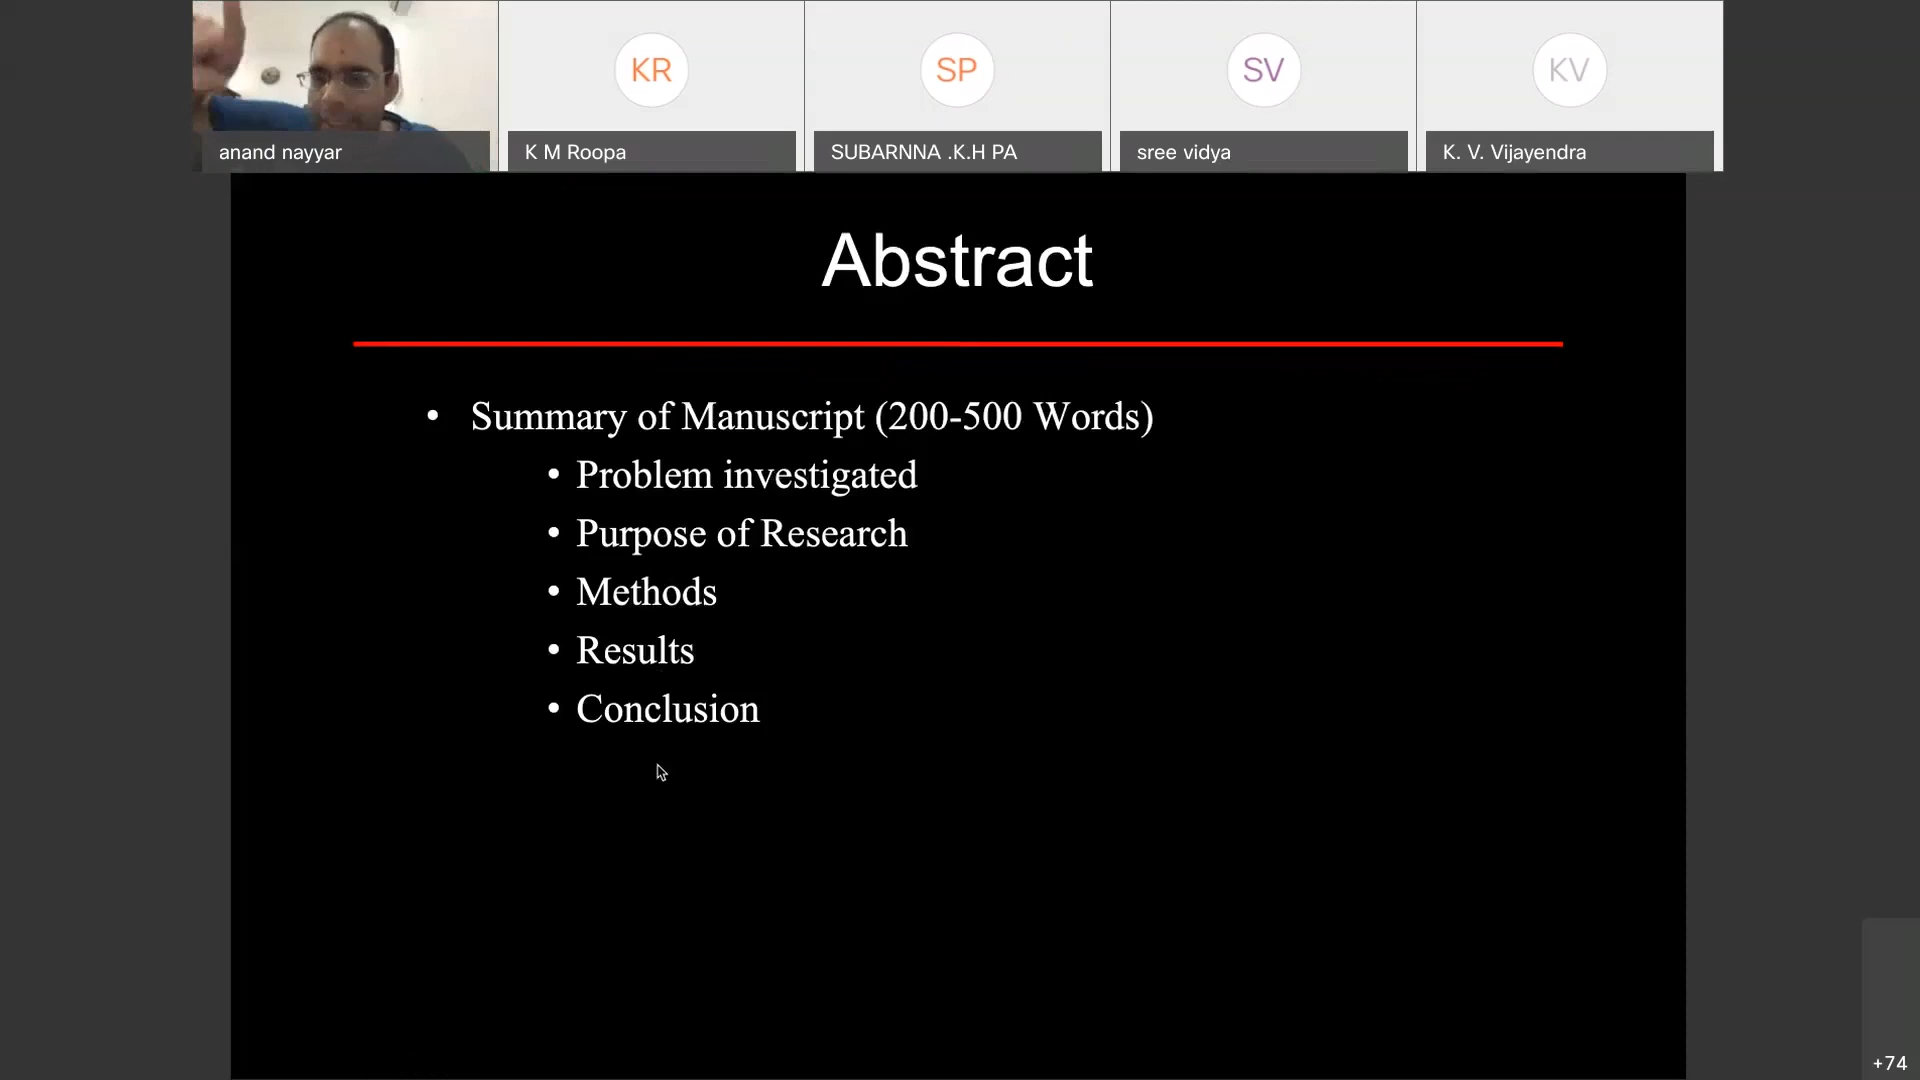 KR
SP
SV
KV
anand nayyar
K M Roopa
SUBARNNA .K.H PA
sree vidya
K. V. Vijayendra
Abstract
• Summary of Manuscript (200-500 Words)
• Problem investigated
• Purpose of Research
• Methods
• Results
• Conclusion
+74